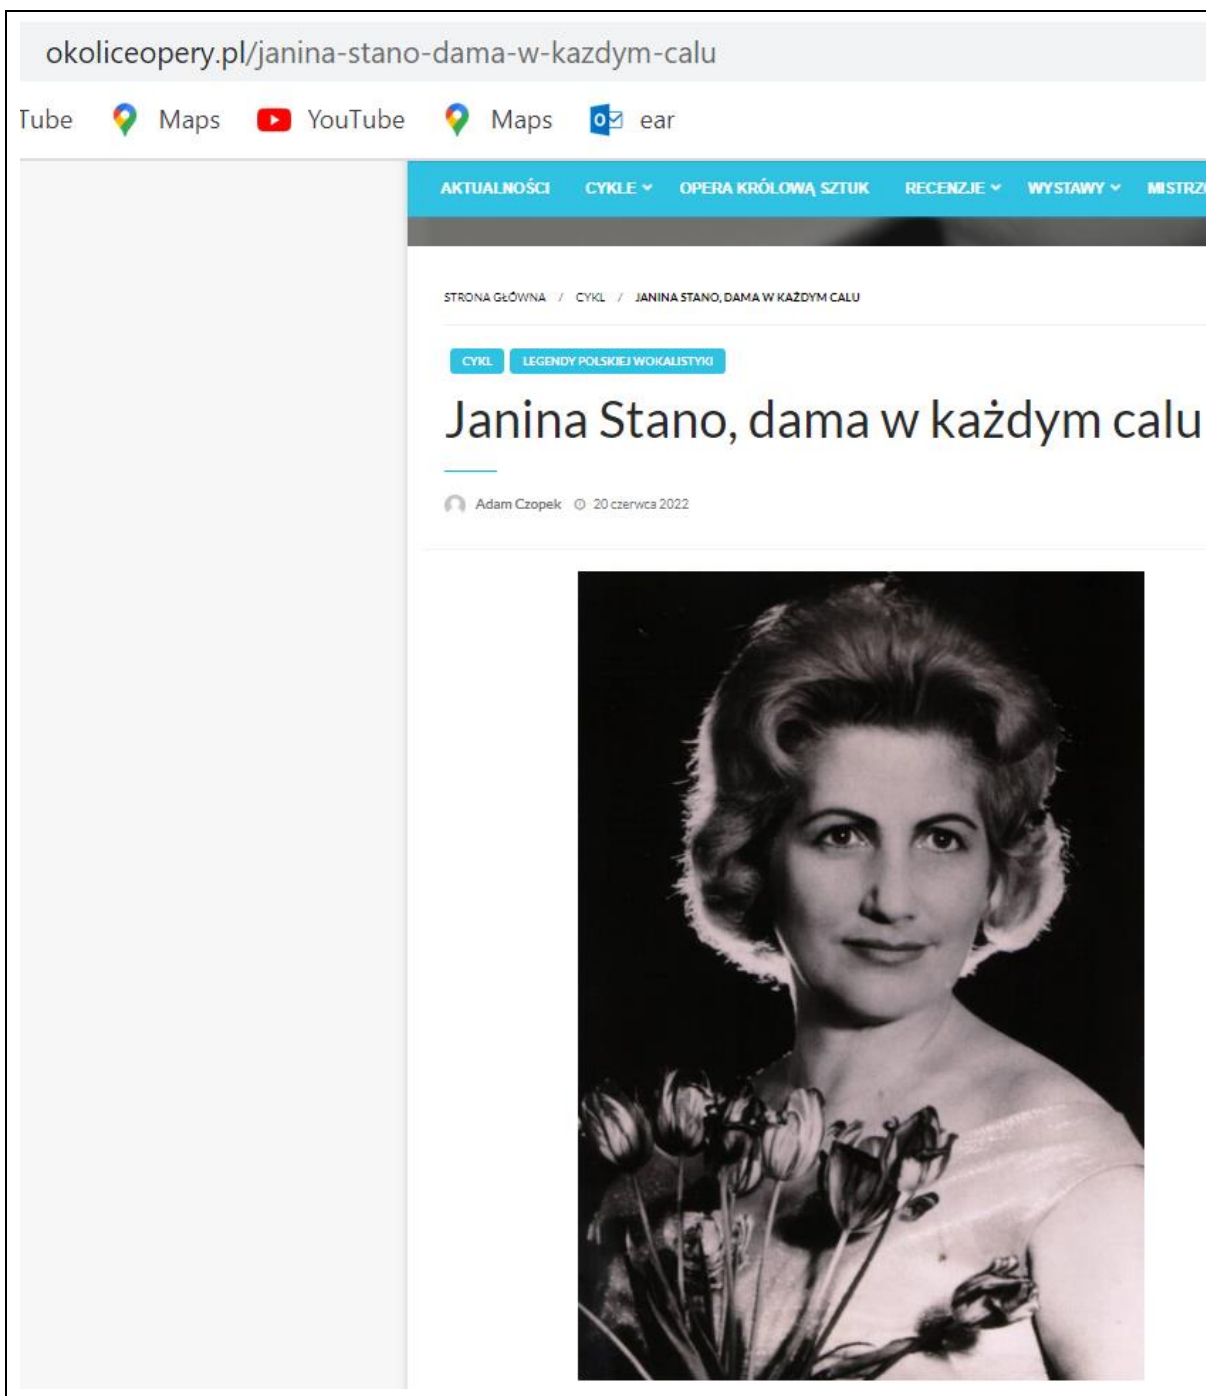 okoliceopery.pl/janina-stano-dama-w-kazdym-calu
Tube Maps YouTube Maps ear
AKTUALNOŚCI CYKLE OPERA KRÓLOWĄ SZTUK RECENZJE WYSTAWY MISTRZO
STRONA GŁÓWNA / CYKL / JANINA STANO, DAMA W KAŻDYM CALU
CYKL LEGENDY POLSKIEJ WOKALISTYKI
Janina Stano, dama w każdym calu
Adam Czopek 20 czerwca 2022